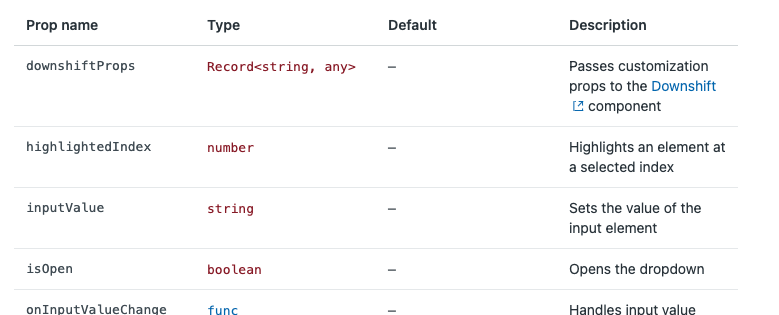 Prop name Type Default Description
downshiftProps Record<string, any> – Passes customization
props to the Downshift
component
highlightedIndex number – Highlights an element at
a selected index
inputValue string – Sets the value of the
input element
isOpen boolean – Opens the dropdown
onInputValueChange func – Handles input value